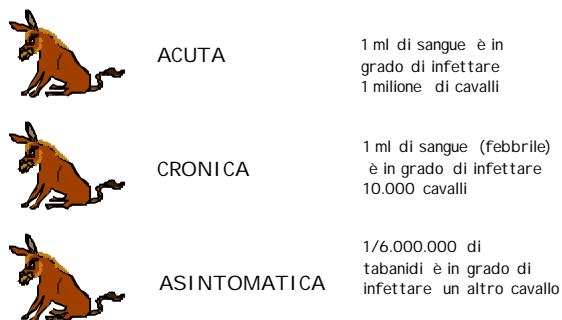 ACUTA
1 ml di sangue è in
grado di infettare
1 milione di cavalli
CRONICA
1 ml di sangue (febbrile)
è in grado di infettare
10.000 cavalli
ASINTOMATICA
1/6.000.000 di
tabanidi è in grado di
infettare un altro cavallo